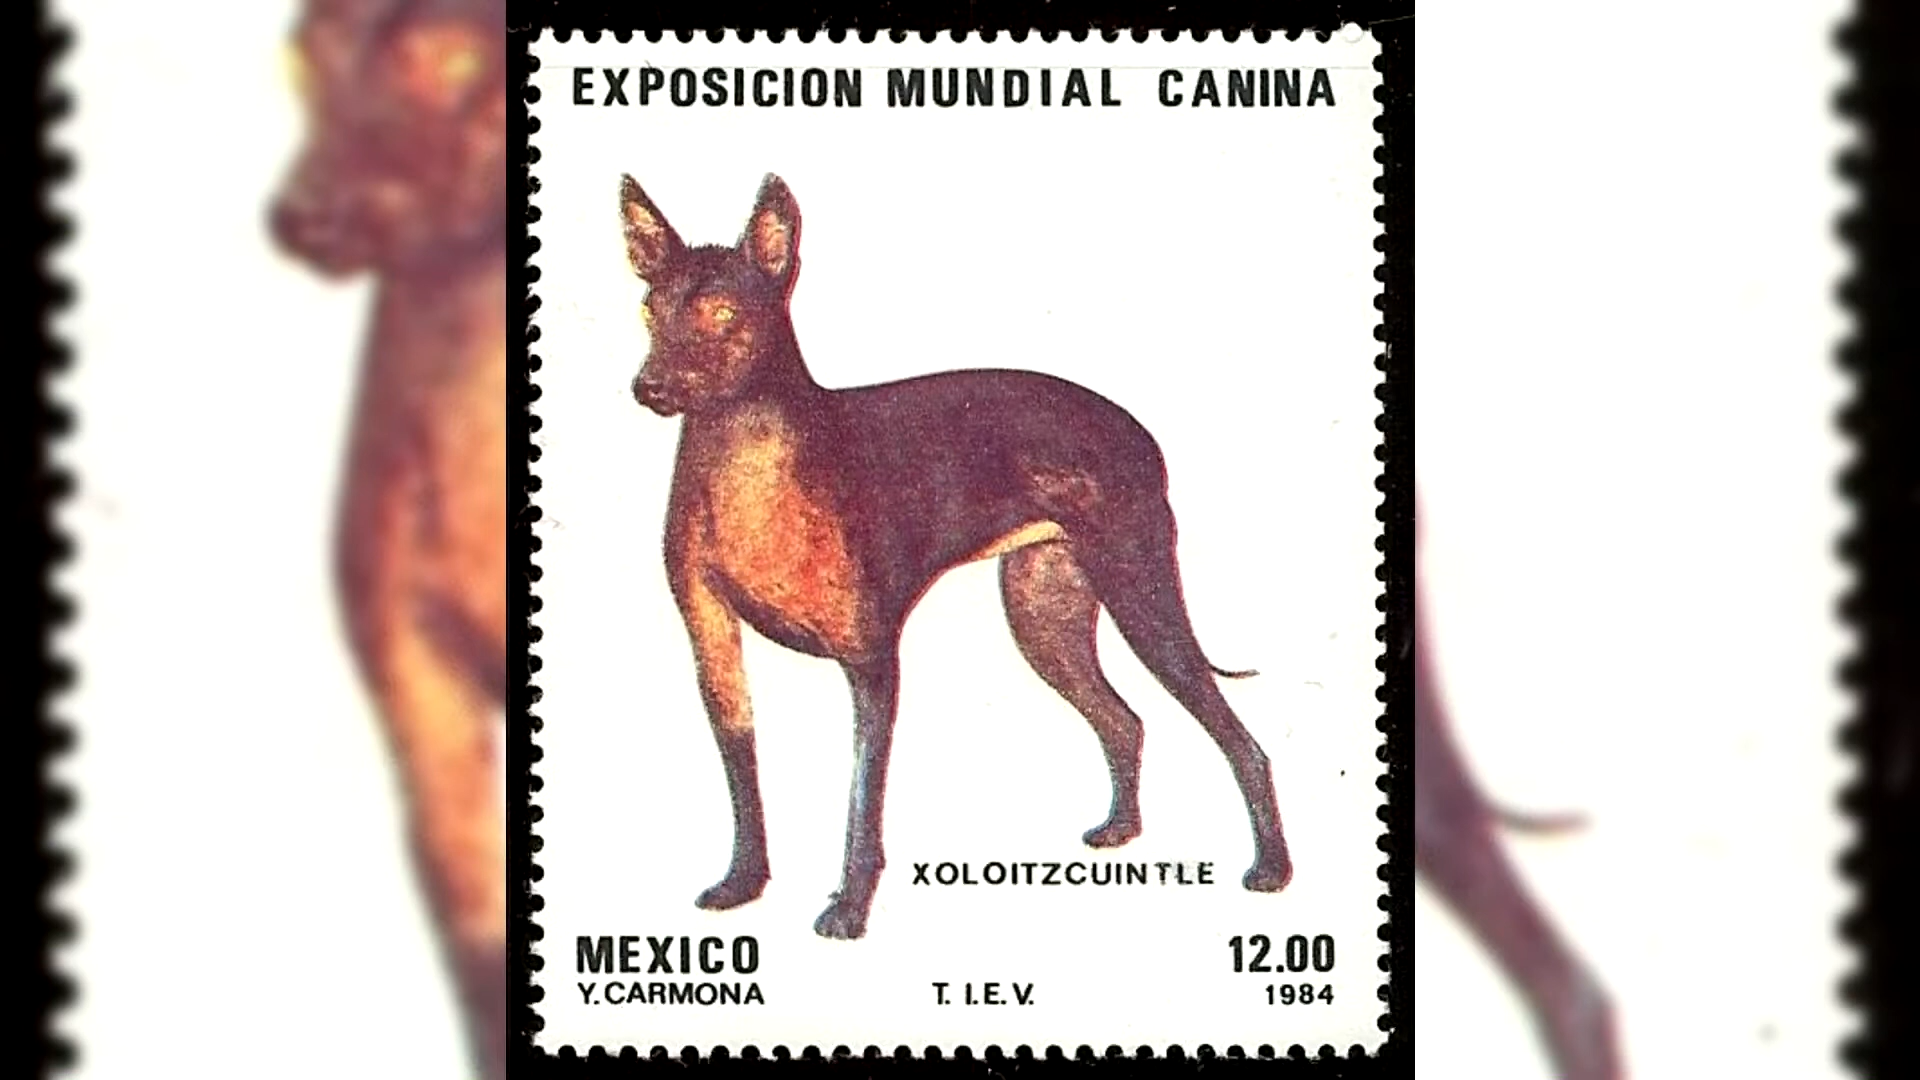 EXPOSICION MUNDIAL CANINA
XOLOITZCUINTLE
MEXICO 12.00
Y. CARMONA T. I. E. V. 1984